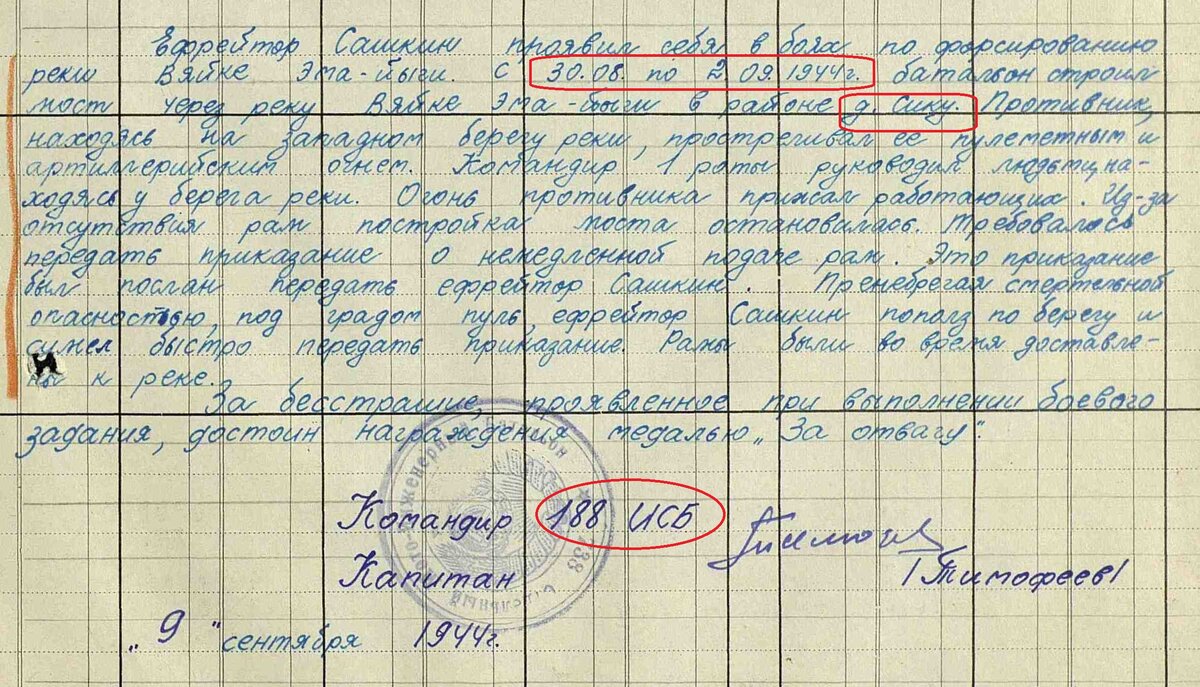 Ефрейтор Сашкин проявил себя в боях по форсированию
реки Вяйке Эма-Йыги. С 30.08. по 2.09.1944г. батальон строил
мост через реку Вяйке Эма-Йыги в районе д. Сику. Противник,
находясь на западном берегу реки, простреливал ее пулеметным и
артиллерийским огнем. Командир 1 роты руководил людьми, на-
ходясь у берега реки. Огонь противника прижал работающих. Из-за
отсутствия рам постройка моста остановилась. Требовалось
передать приказание о немедленной подаче рам. Это приказание
был послан передать ефрейтор Сашкин. Пренебрегая смертельной
опасностью, под градом пуль, ефрейтор Сашкин пополз по берегу и
сумел быстро передать приказание. Рамы были во время доставле-
ны к реке.
За бесстрашие, проявленное при выполнении боевого
задания, достоин награждения медалью „За отвагу".
Командир 188 ИСБ
Капитан
/Тимофеев/
„9" сентября 1944г.